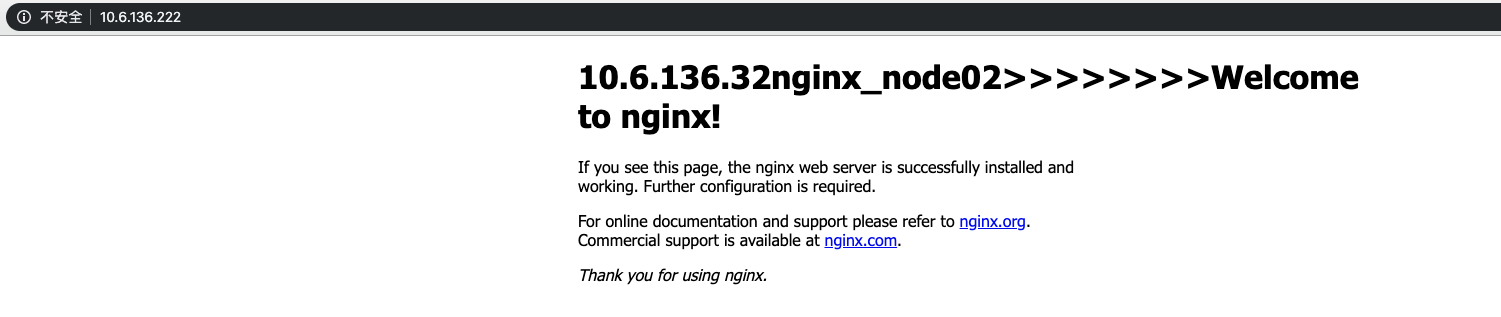 不安全 10.6.136.222
10.6.136.32nginx_node02>>>>>>>>Welcome
to nginx!
If you see this page, the nginx web server is successfully installed and
working. Further configuration is required.
For online documentation and support please refer to nginx.org.
Commercial support is available at nginx.com.
Thank you for using nginx.